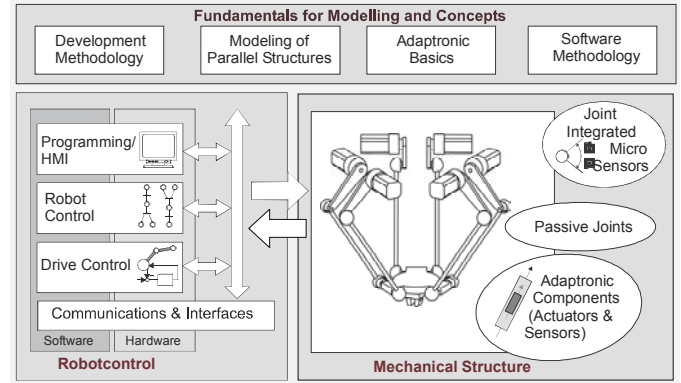 Fundamentals for Modelling and Concepts
Development
Methodology
Modeling of
Parallel Structures
Adaptronic
Basics
Software
Methodology
Programming/
HMI
Robot
Control
Drive Control
Communications & Interfaces
Software
Hardware
Robotcontrol
Joint
Integrated
Micro
Sensors
Passive Joints
Adaptronic
Components
(Actuators &
Sensors)
Mechanical Structure